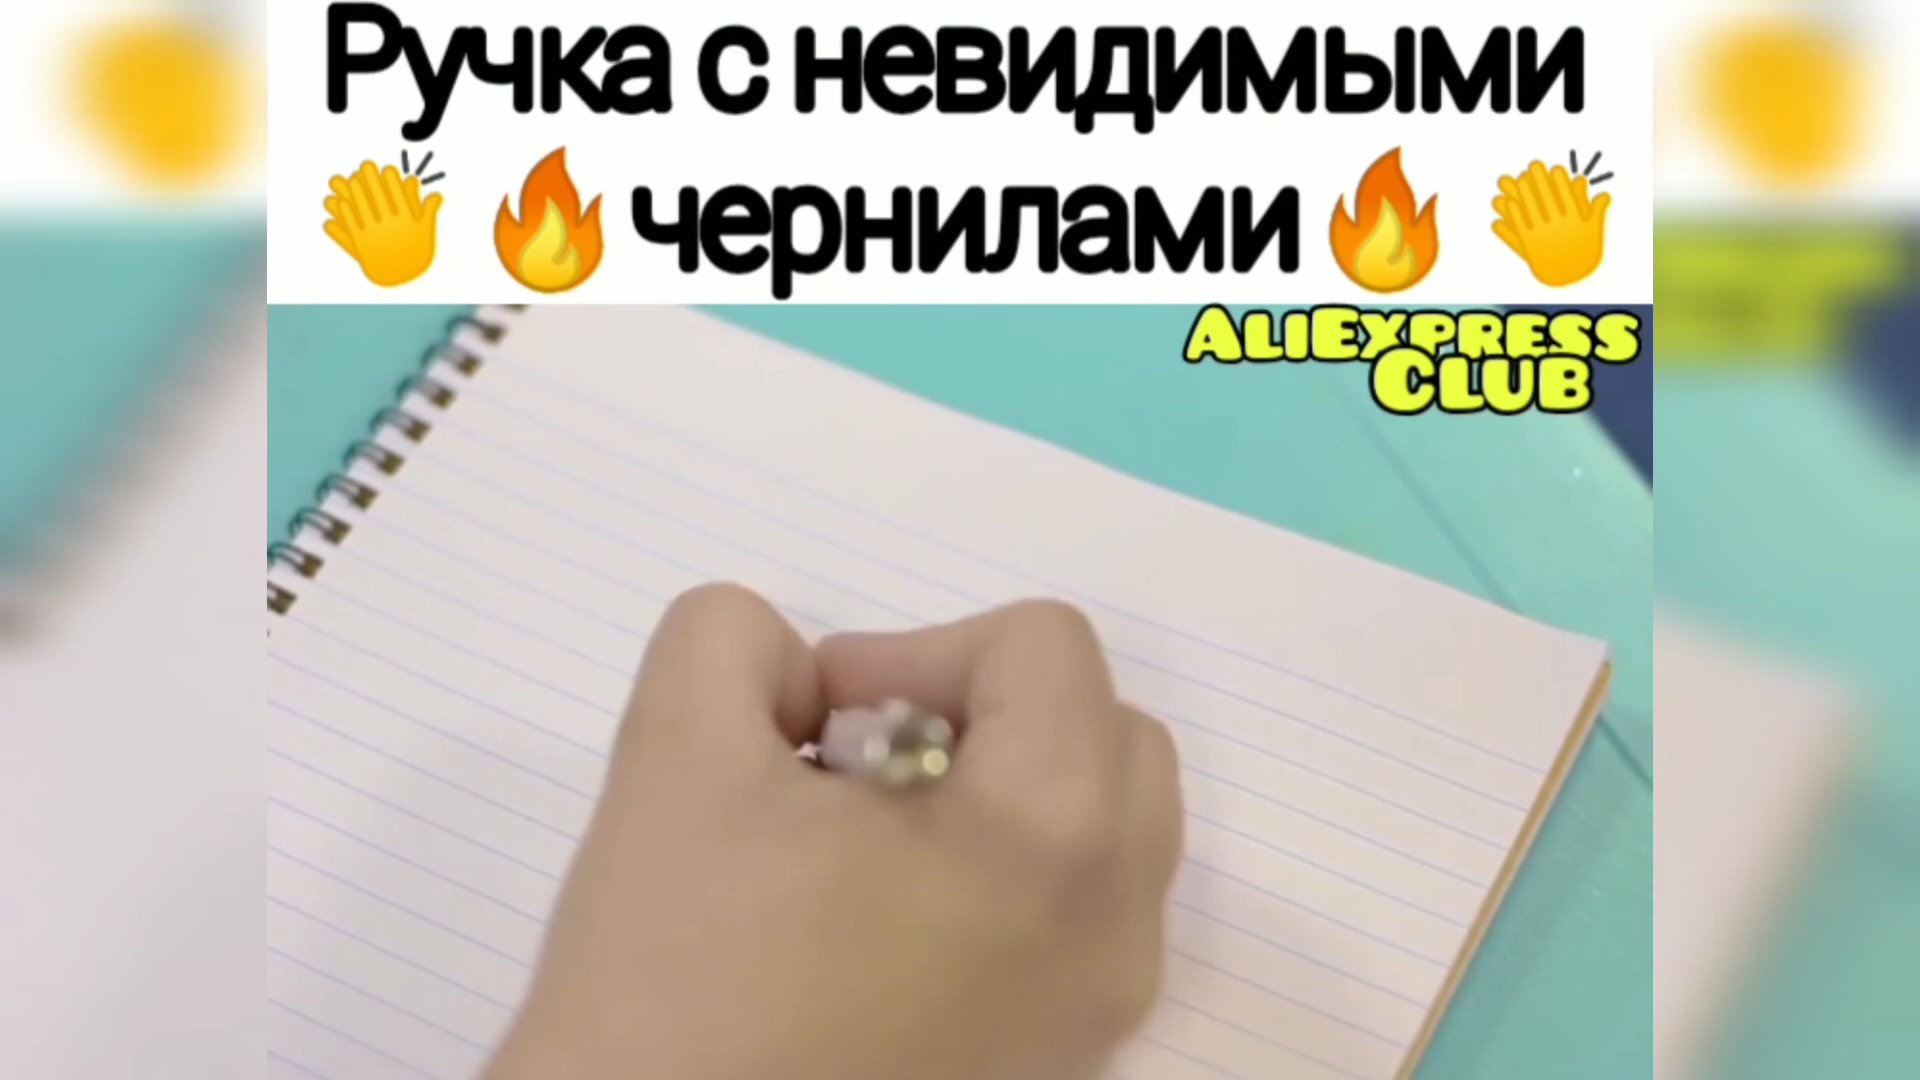 Ручка с невидимыми
👏 🔥 чернилами 🔥 👏
AliExpress
Club